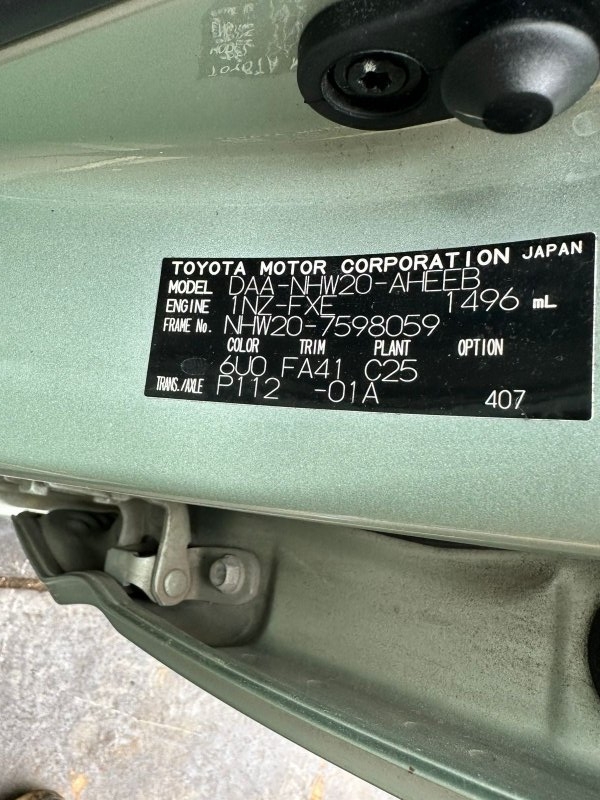 TOYOTA MOTOR CORPORATION JAPAN
MODEL DAA-NHW20-AHEEB
ENGINE 1NZ-FXE 1496 mL
FRAME No. NHW20-7598059
COLOR TRIM PLANT OPTION
6U0 FA41 C25
TRANS./AXLE P112 -01A 407